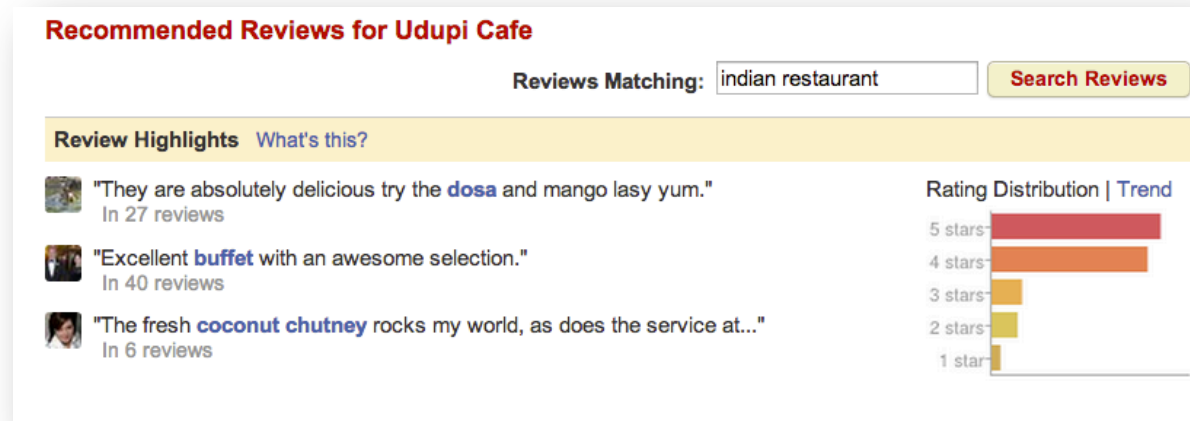 Recommended Reviews for Udupi Cafe
Reviews Matching: indian restaurant Search Reviews
Review Highlights What's this?
"They are absolutely delicious try the dosa and mango lasy yum."
In 27 reviews
"Excellent buffet with an awesome selection."
In 40 reviews
"The fresh coconut chutney rocks my world, as does the service at..."
In 6 reviews
Rating Distribution | Trend
5 stars
4 stars
3 stars
2 stars
1 star